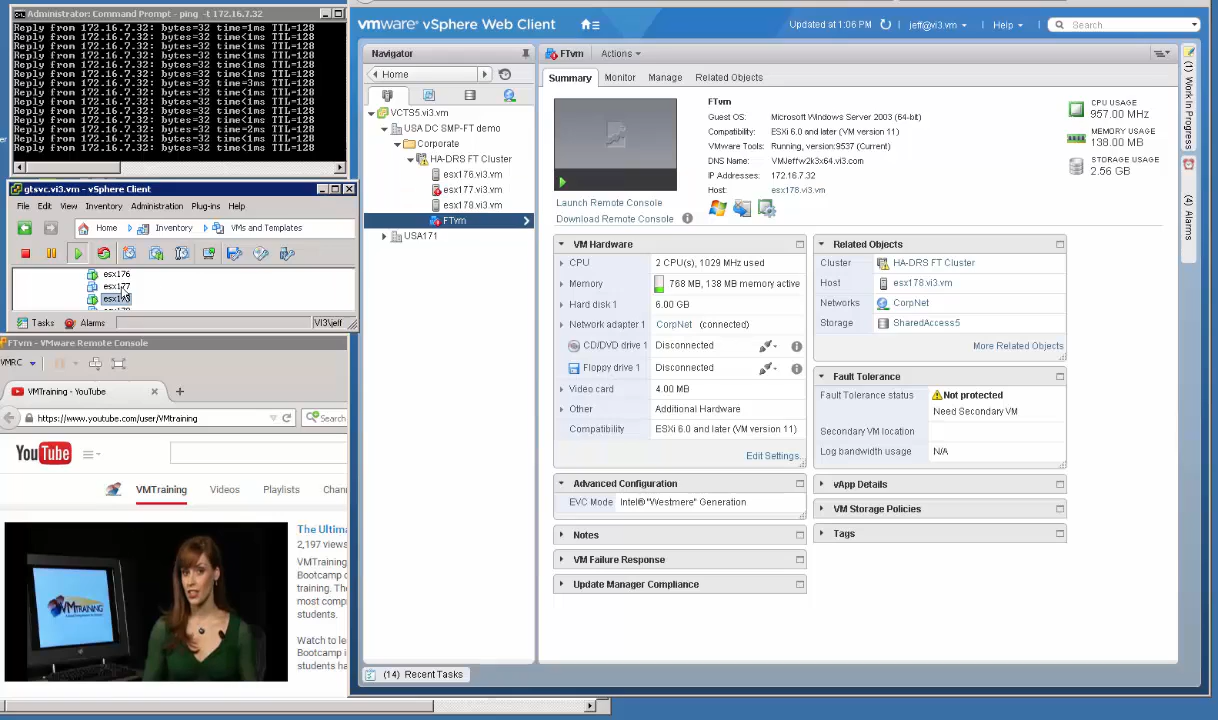 Administrator: Command Prompt - ping -t 172.16.7.32
Reply from 172.16.7.32: bytes=32 time=1ms TTL=128
Reply from 172.16.7.32: bytes=32 time<1ms TTL=128
Reply from 172.16.7.32: bytes=32 time<1ms TTL=128
Reply from 172.16.7.32: bytes=32 time=1ms TTL=128
Reply from 172.16.7.32: bytes=32 time<1ms TTL=128
Reply from 172.16.7.32: bytes=32 time<1ms TTL=128
Reply from 172.16.7.32: bytes=32 time=3ms TTL=128
Reply from 172.16.7.32: bytes=32 time<1ms TTL=128
Reply from 172.16.7.32: bytes=32 time<1ms TTL=128
Reply from 172.16.7.32: bytes=32 time<1ms TTL=128
Reply from 172.16.7.32: bytes=32 time<1ms TTL=128
Reply from 172.16.7.32: bytes=32 time=2ms TTL=128
Reply from 172.16.7.32: bytes=32 time<1ms TTL=128
Reply from 172.16.7.32: bytes=32 time<1ms TTL=128
gtsvc.vi3.vm - vSphere Client
File Edit View Inventory Administration Plug-ins Help
Home Inventory VMs and Templates
esx176
esx177
Tasks Alarms VI3\jeff
FTvm - VMware Remote Console
VMRC
VMTraining - YouTube
https://www.youtube.com/user/VMtraining Search
YouTube
VMTraining Videos Playlists Chan
VMTRAINING
The Ultima
2,197 views
VMTraining
Bootcamp c
training. The
most comp
students.
Watch to le
Bootcamp i
students ha
vmware vSphere Web Client
Updated at 1:06 PM jeff@vi3.vm Help Search
Navigator
Home
VCTS5.vi3.vm
USA DC SMP-FT demo
Corporate
HA-DRS FT Cluster
esx176.vi3.vm
esx177.vi3.vm
esx178.vi3.vm
FTvm
USA171
FTvm Actions
Summary Monitor Manage Related Objects
FTvm
Guest OS: Microsoft Windows Server 2003 (64-bit)
Compatibility: ESXi 6.0 and later (VM version 11)
VMware Tools: Running, version:9537 (Current)
DNS Name: VMJeffw2k3x64.vi3.com
IP Addresses: 172.16.7.32
Host: esx178.vi3.vm
Launch Remote Console
Download Remote Console
CPU USAGE
957.00 MHz
MEMORY USAGE
138.00 MB
STORAGE USAGE
2.56 GB
VM Hardware
CPU 2 CPU(s), 1029 MHz used
Memory 768 MB, 138 MB memory active
Hard disk 1 6.00 GB
Network adapter 1 CorpNet (connected)
CD/DVD drive 1 Disconnected
Floppy drive 1 Disconnected
Video card 4.00 MB
Other Additional Hardware
Compatibility ESXi 6.0 and later (VM version 11)
Edit Settings...
Advanced Configuration
EVC Mode Intel® "Westmere" Generation
Notes
VM Failure Response
Update Manager Compliance
Related Objects
Cluster HA-DRS FT Cluster
Host esx178.vi3.vm
Networks CorpNet
Storage SharedAccess5
More Related Objects
Fault Tolerance
Fault Tolerance status Not protected
Need Secondary VM
Secondary VM location
Log bandwidth usage N/A
vApp Details
VM Storage Policies
Tags
(1) Work In Progress
(4) Alarms
(14) Recent Tasks